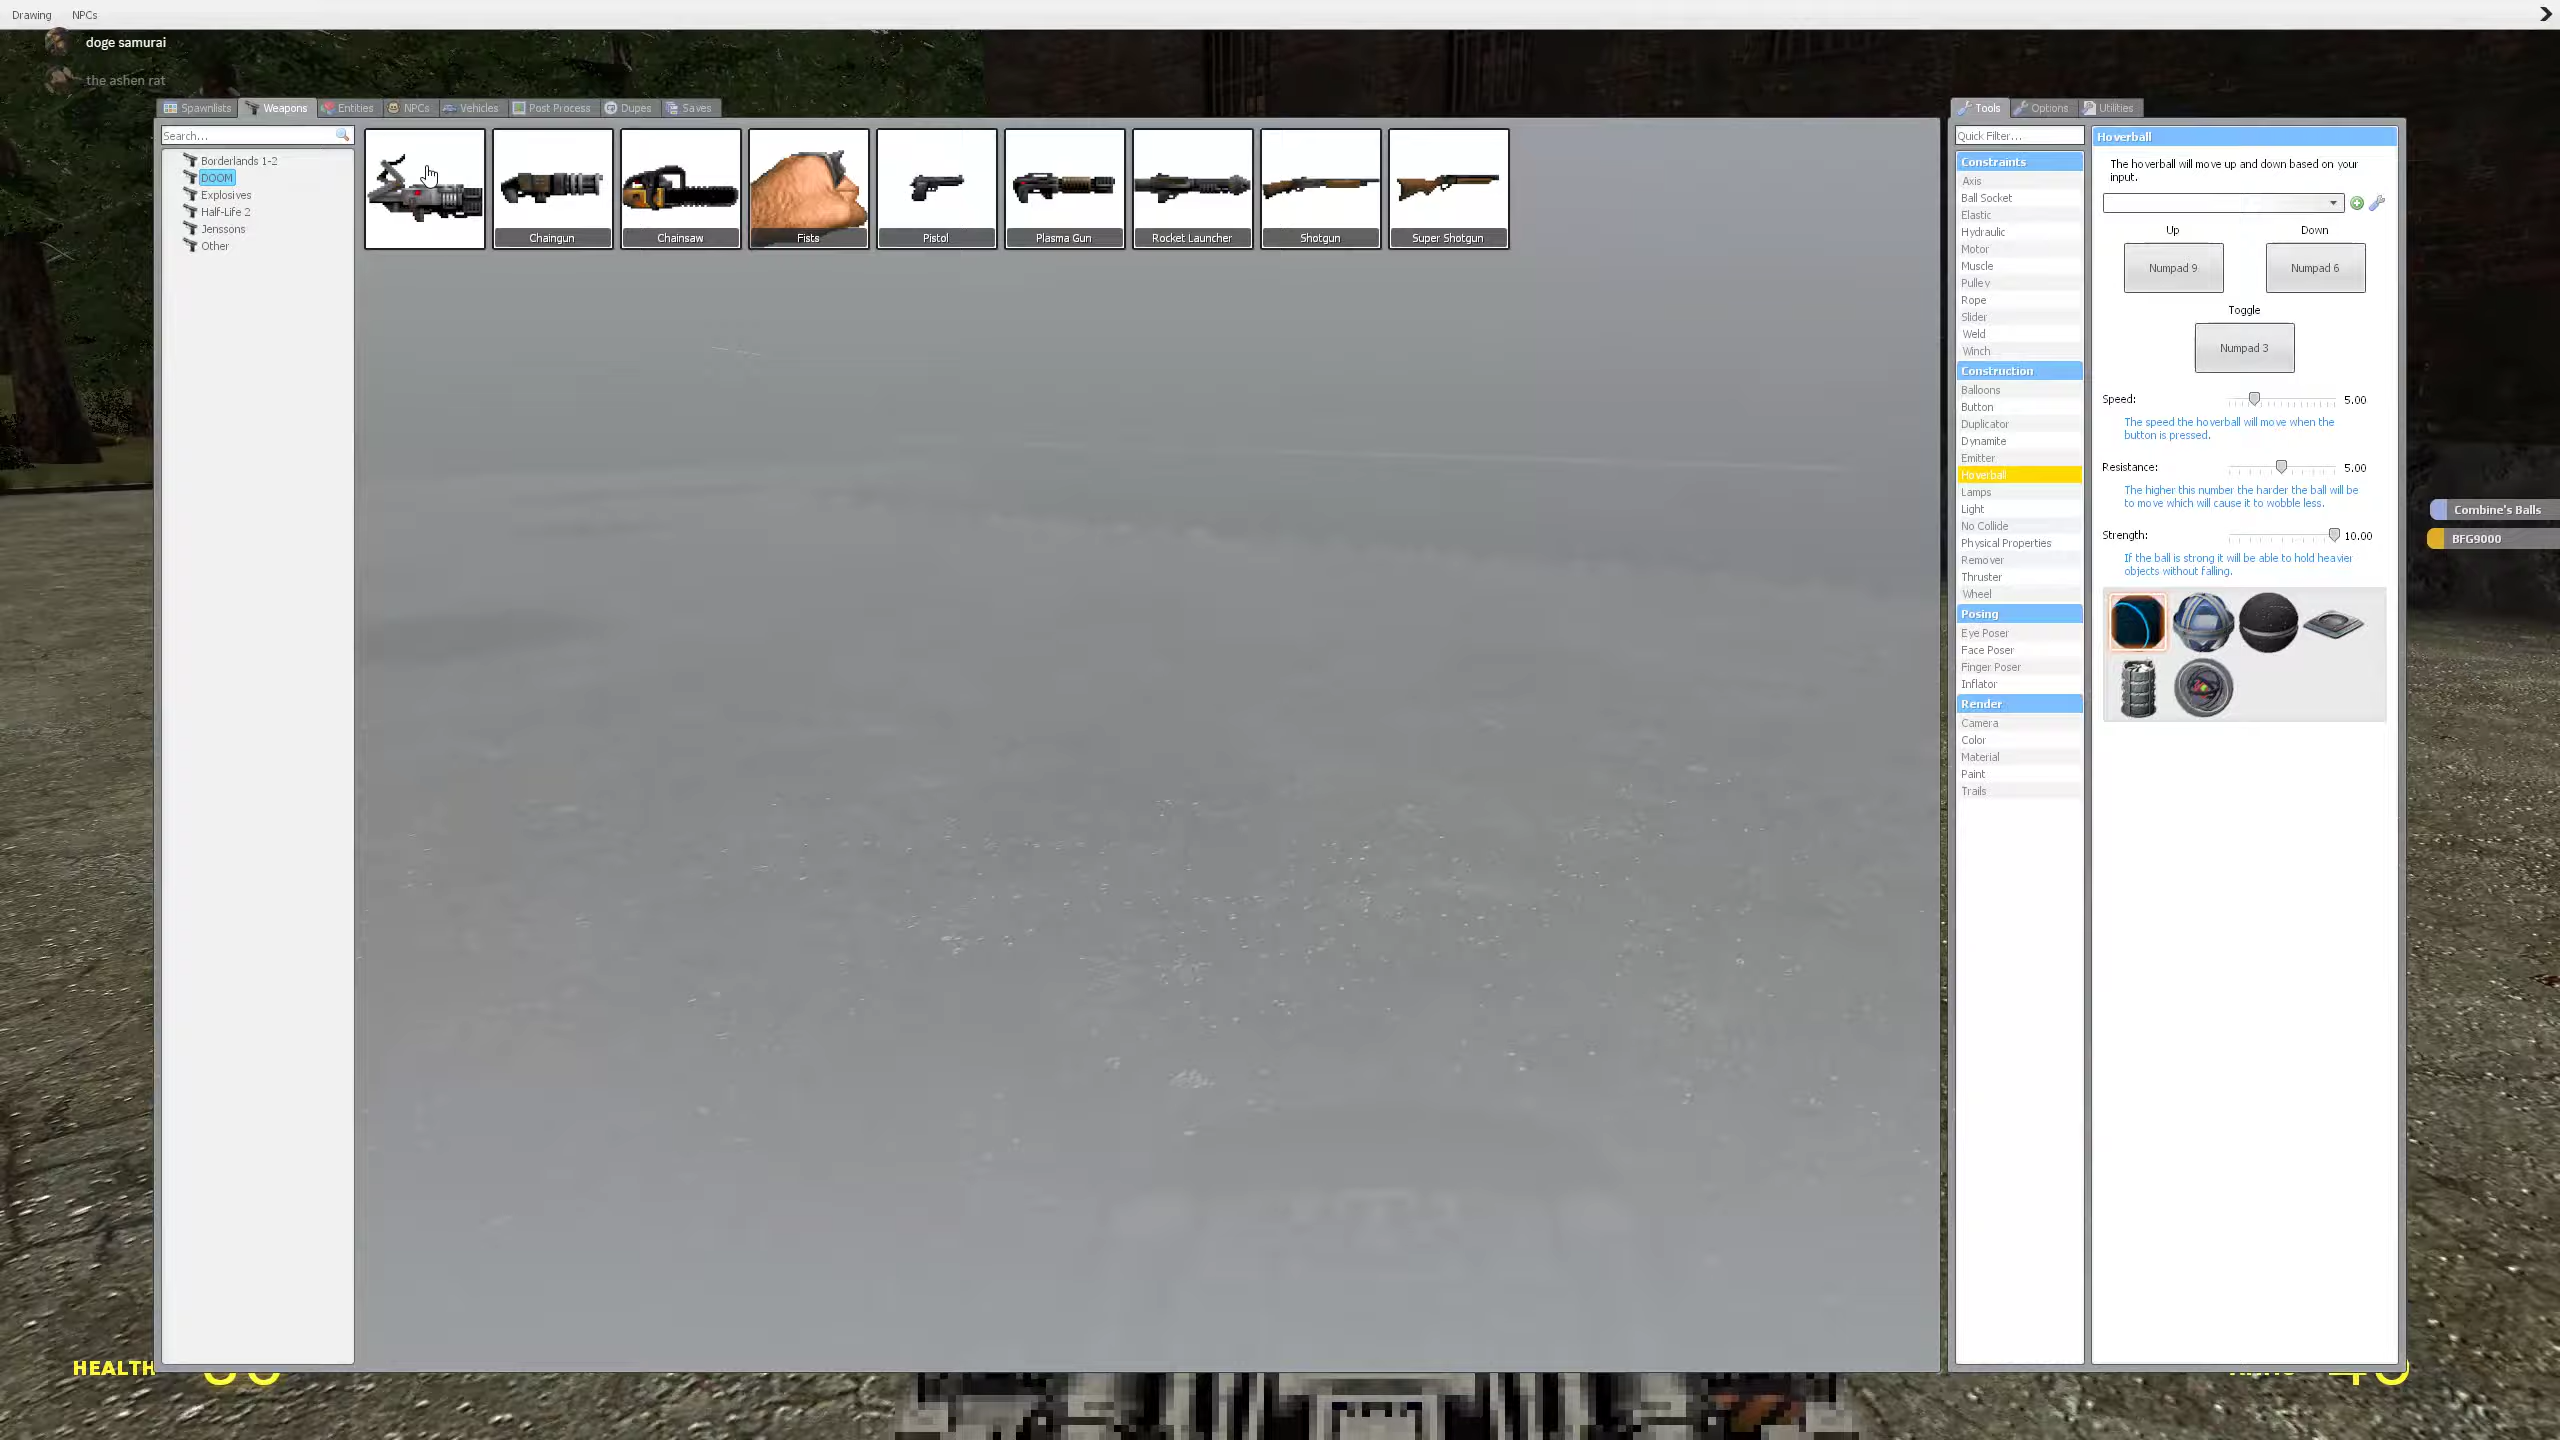 Drawing NPCs
doge samurai
the ashen rat
Spawnlists Weapons Entities NPCs Vehicles Post Process Dupes Saves
Search...
Borderlands 1-2
DOOM
Explosives
Half-Life 2
Jenssons
Other
Chaingun Chainsaw Fists Pistol Plasma Gun Rocket Launcher Shotgun Super Shotgun
Tools Options Utilities
Quick Filter...
Constraints
Axis
Ball Socket
Elastic
Hydraulic
Motor
Muscle
Pulley
Rope
Slider
Weld
Winch
Construction
Balloons
Button
Duplicator
Dynamite
Emitter
Hoverball
Lamps
Light
No Collide
Physical Properties
Remover
Thruster
Wheel
Posing
Eye Poser
Face Poser
Finger Poser
Inflator
Render
Camera
Color
Material
Paint
Trails
Hoverball
The hoverball will move up and down based on your
input.
Up Down
Numpad 9 Numpad 6
Toggle
Numpad 3
Speed: 5.00
The speed the hoverball will move when the
button is pressed.
Resistance: 5.00
The higher this number the harder the ball will be
to move which will cause it to wobble less.
Strength: 10.00
If the ball is strong it will be able to hold heavier
objects without falling.
Combine's Balls
BFG9000
HEALTH